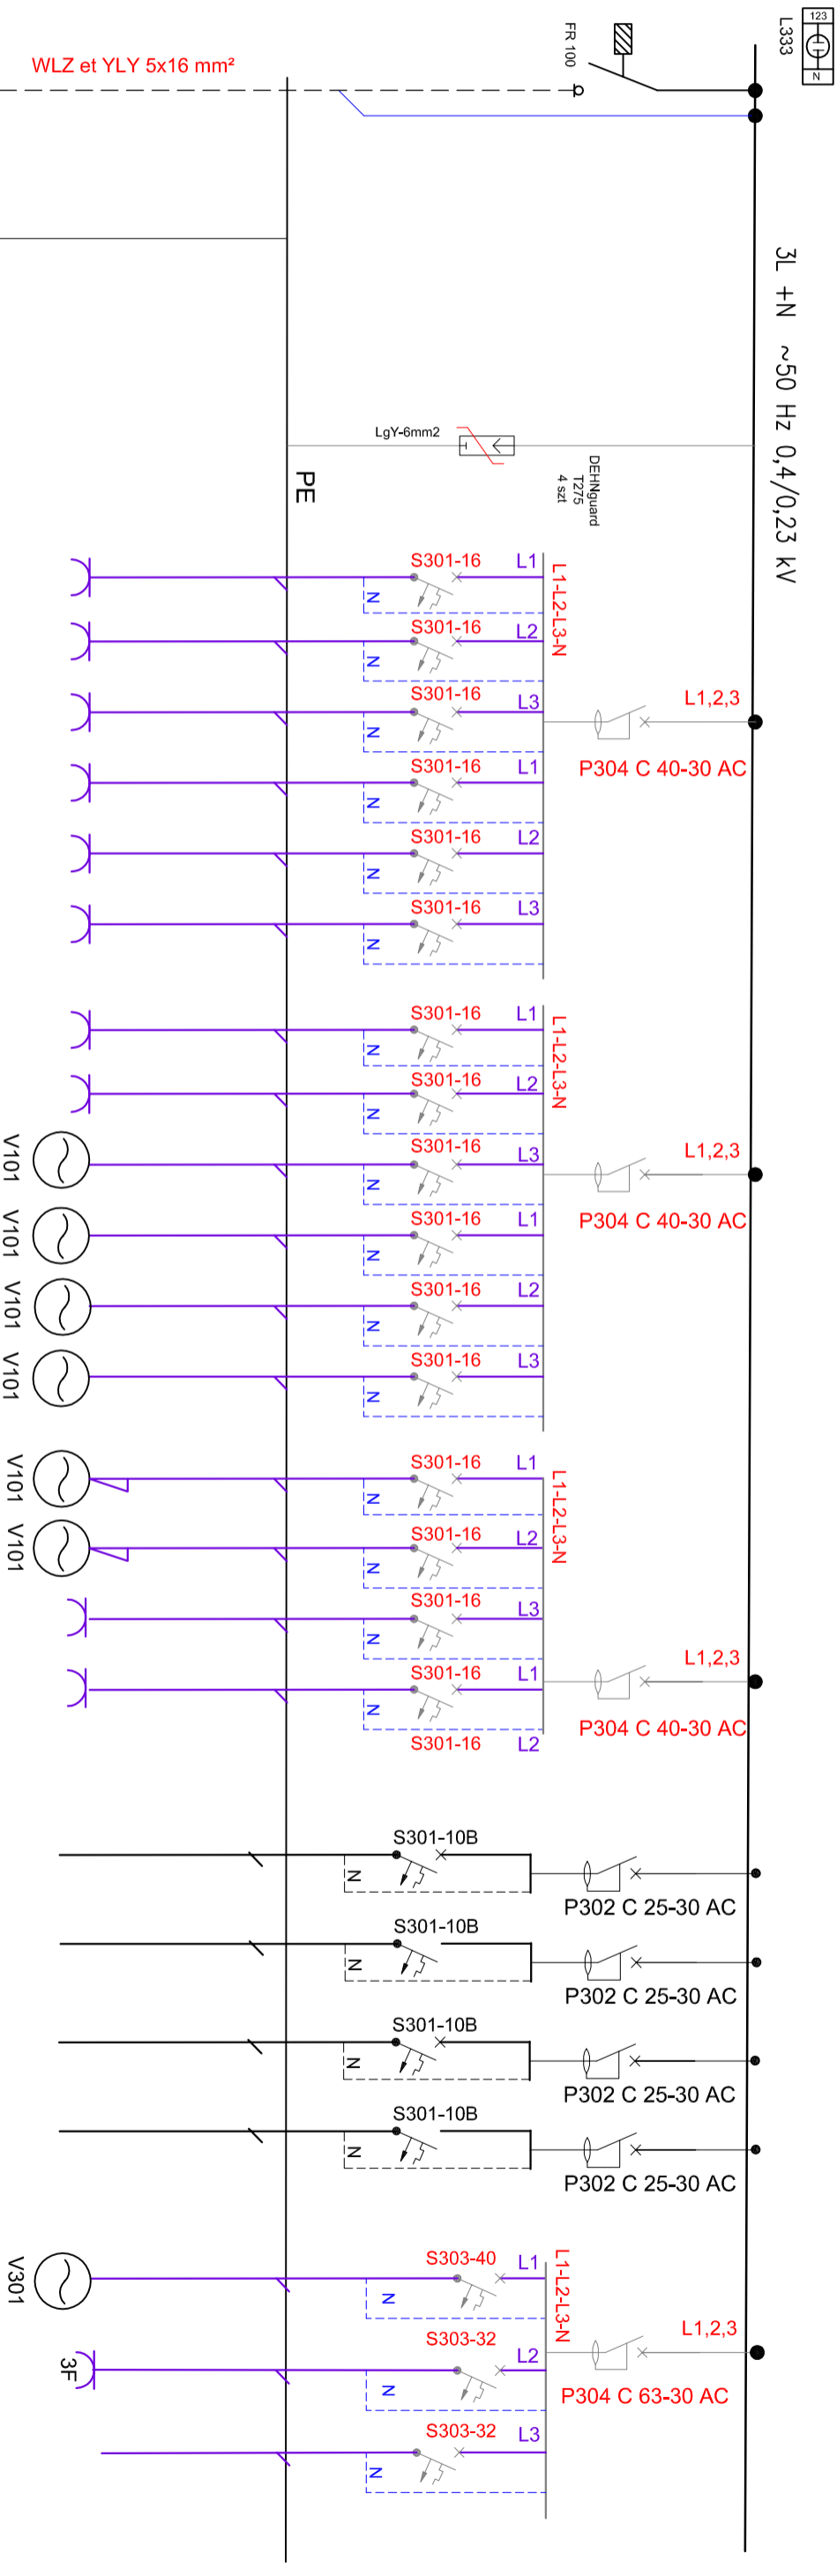 123
N
L333
FR 100
WLZ et YLY 5x16 mm²
3L +N ~50 Hz 0,4/0,23 kV
LgY-6mm2
DEHNguard
T275
4 szt
PE
L1-L2-L3-N
L1,2,3
P304 C 40-30 AC
S301-16
L1
N
S301-16
L2
N
S301-16
L3
N
S301-16
L1
N
S301-16
L2
N
S301-16
L3
N
L1-L2-L3-N
L1,2,3
P304 C 40-30 AC
S301-16
L1
N
S301-16
L2
N
S301-16
L3
N
V101
S301-16
L1
N
V101
S301-16
L2
N
V101
S301-16
L3
N
V101
L1-L2-L3-N
L1,2,3
P304 C 40-30 AC
S301-16
L1
N
V101
S301-16
L2
N
V101
S301-16
L3
N
S301-16
L1
N
S301-16
L2
S301-10B
N
P302 C 25-30 AC
S301-10B
N
P302 C 25-30 AC
S301-10B
N
P302 C 25-30 AC
S301-10B
N
P302 C 25-30 AC
L1-L2-L3-N
L1,2,3
P304 C 63-30 AC
S303-40
L1
N
V301
S303-32
L2
N
3F
S303-32
L3
N